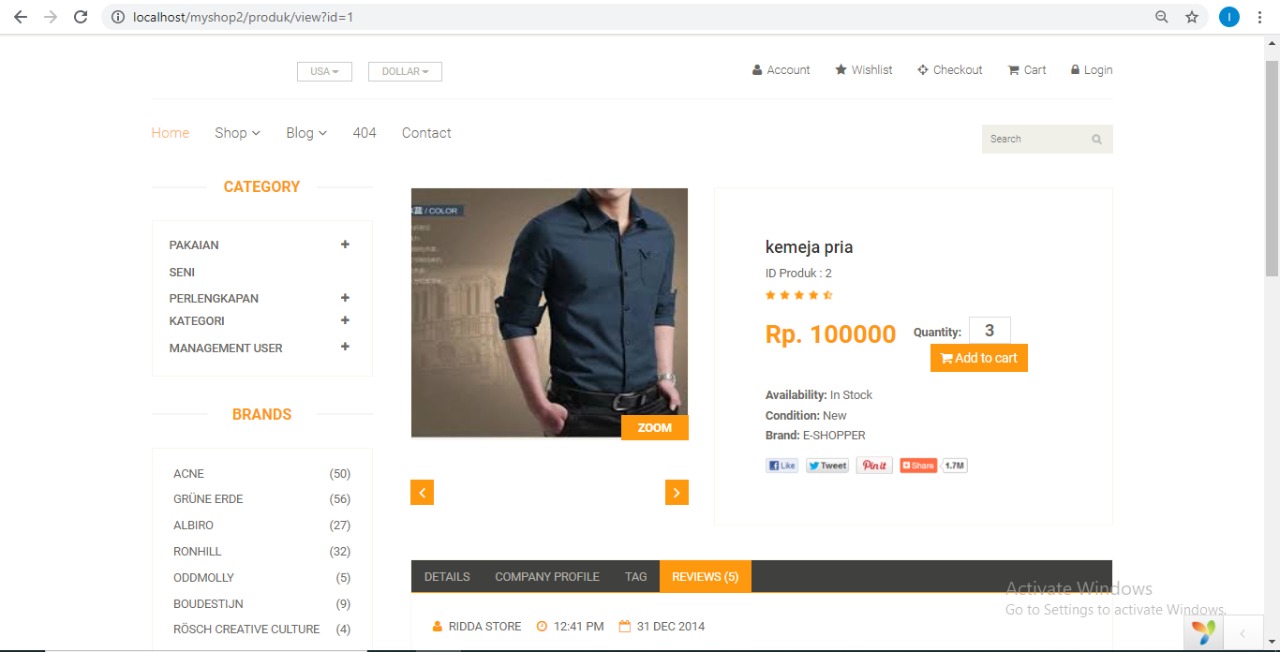 localhost/myshop2/produk/view?id=1
I
USA
DOLLAR
Account
Wishlist
Checkout
Cart
Login
Home
Shop
Blog
404
Contact
Search
CATEGORY
PAKAIAN
SENI
PERLENGKAPAN
KATEGORI
MANAGEMENT USER
/ COLOR
ZOOM
kemeja pria
ID Produk : 2
Rp. 100000
Quantity: 3
Add to cart
Availability: In Stock
Condition: New
Brand: E-SHOPPER
Like
Tweet
Pin it
Share
1.7M
BRANDS
ACNE (50)
GRÜNE ERDE (56)
ALBIRO (27)
RONHILL (32)
ODDMOLLY (5)
BOUDESTIJN (9)
RÖSCH CREATIVE CULTURE (4)
DETAILS
COMPANY PROFILE
TAG
REVIEWS (5)
RIDDA STORE
12:41 PM
31 DEC 2014
Activate Windows
Go to Settings to activate Windows.